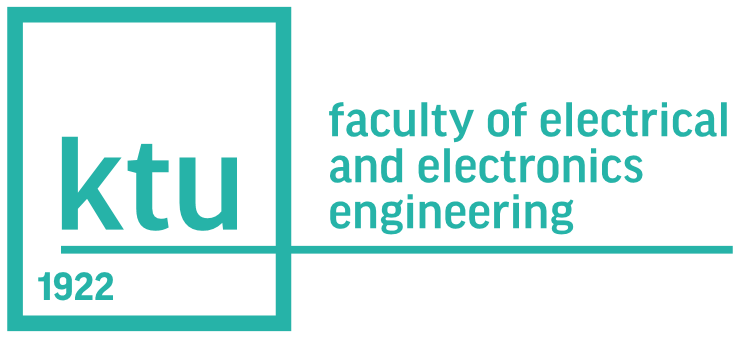 ktu
1922
faculty of electrical
and electronics
engineering